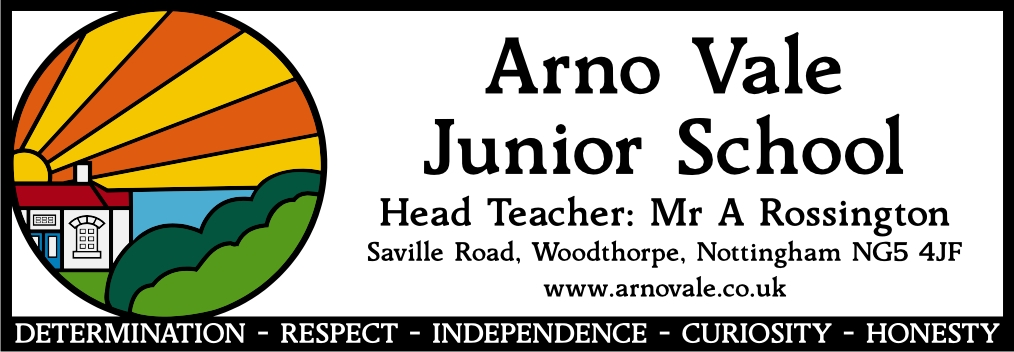 Arno Vale
Junior School
Head Teacher: Mr A Rossington
Saville Road, Woodthorpe, Nottingham NG5 4JF
www.arnovale.co.uk
DETERMINATION - RESPECT - INDEPENDENCE - CURIOSITY - HONESTY